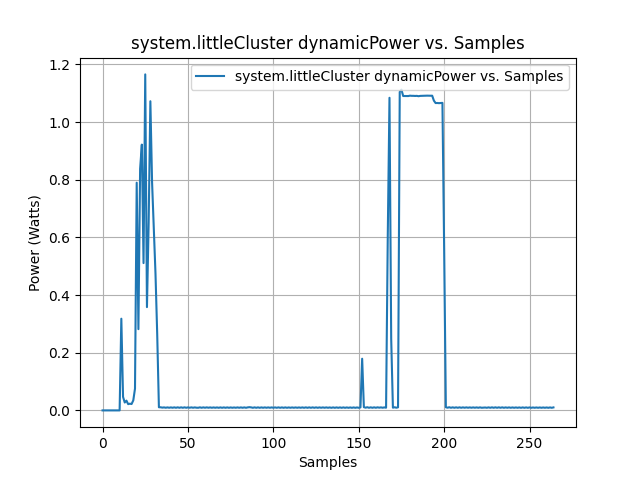 system.littleCluster dynamicPower vs. Samples
system.littleCluster dynamicPower vs. Samples
1.2
1.0
0.8
0.6
0.4
0.2
0.0
Power (Watts)
0 50 100 150 200 250
Samples